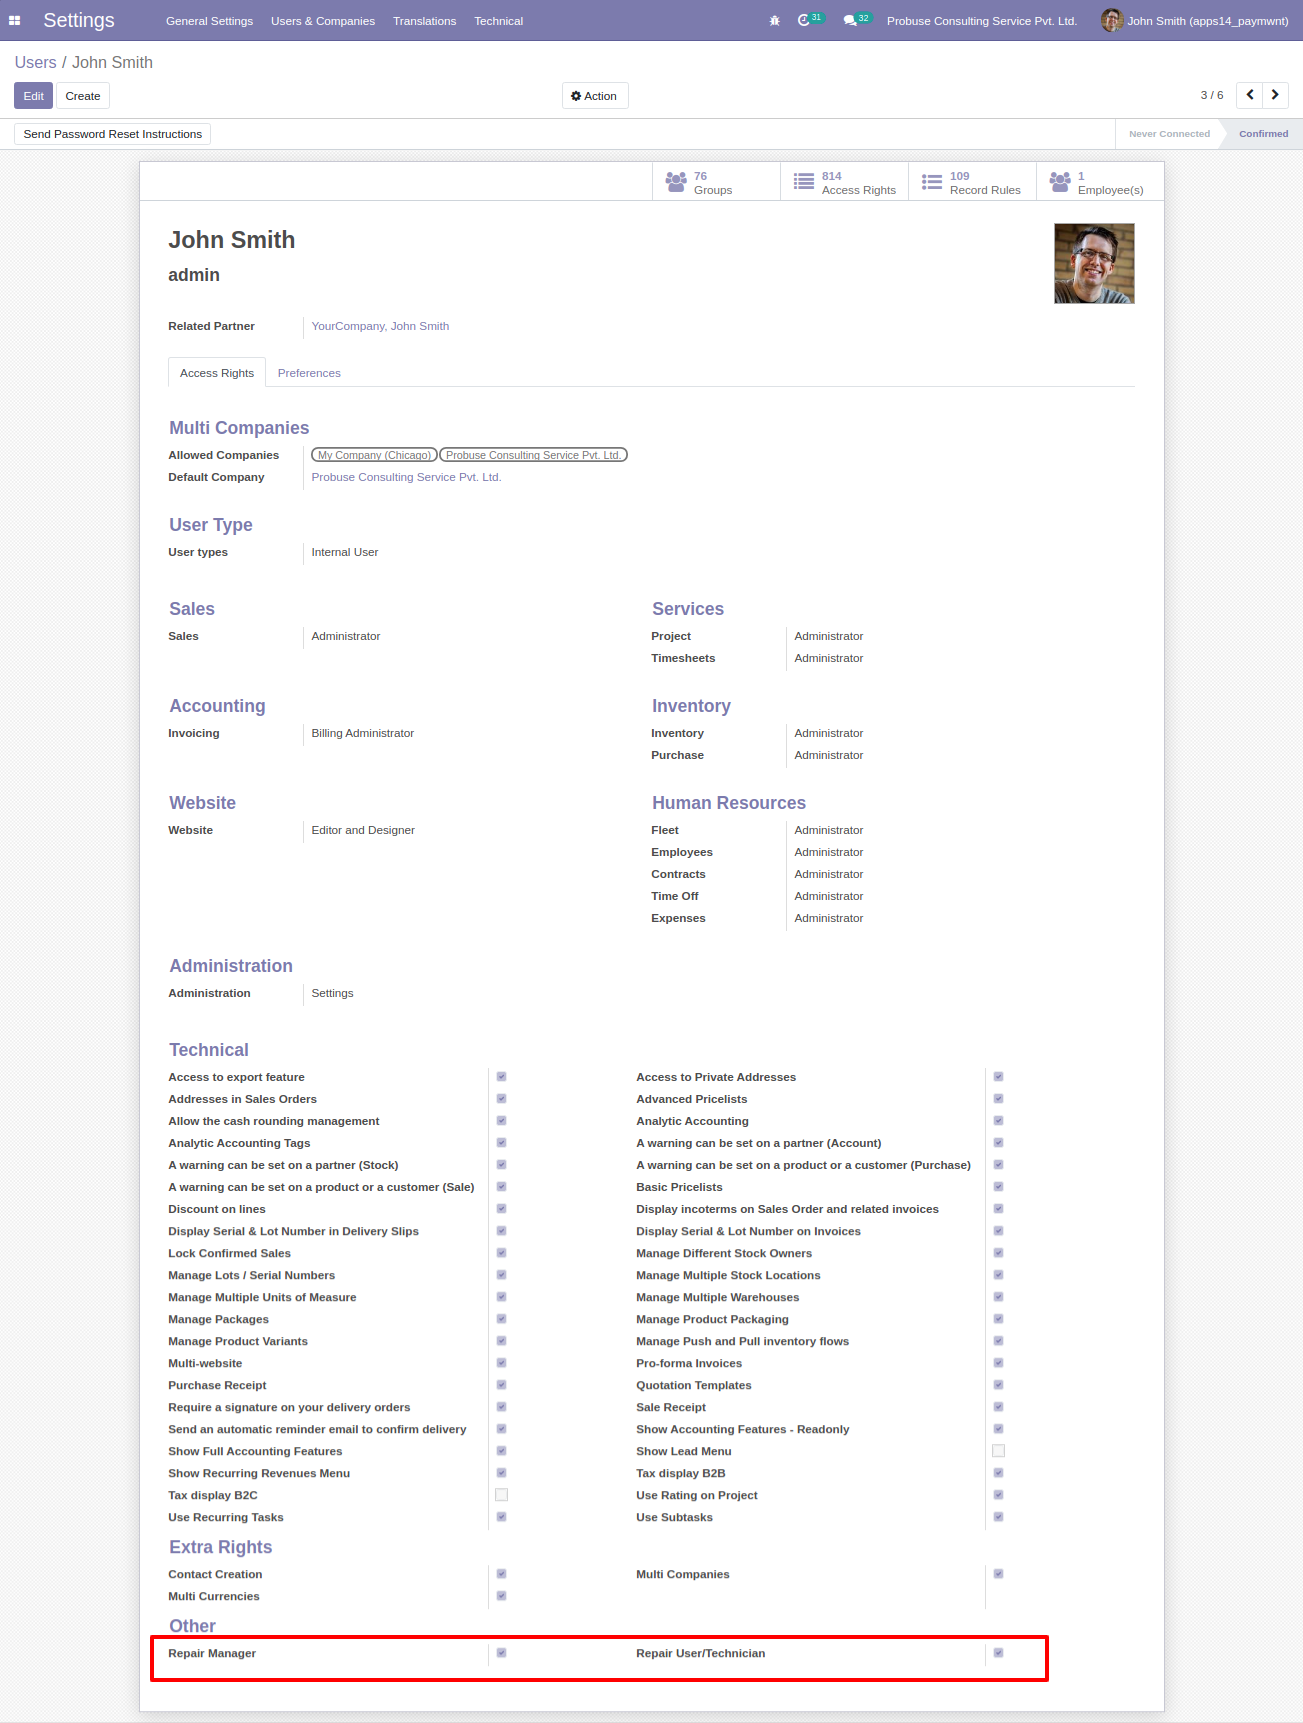 Settings General Settings Users & Companies Translations Technical 31 32 Probuse Consulting Service Pvt. Ltd. John Smith (apps14_paymwnt)
Users / John Smith
Edit Create Action 3 / 6
Send Password Reset Instructions Never Connected Confirmed
76 Groups 814 Access Rights 109 Record Rules 1 Employee(s)
John Smith
admin
Related Partner YourCompany, John Smith
Access Rights Preferences
Multi Companies
Allowed Companies My Company (Chicago) Probuse Consulting Service Pvt. Ltd.
Default Company Probuse Consulting Service Pvt. Ltd.
User Type
User types Internal User
Sales Services
Sales Administrator Project Administrator
Timesheets Administrator
Accounting Inventory
Invoicing Billing Administrator Inventory Administrator
Purchase Administrator
Website Human Resources
Website Editor and Designer Fleet Administrator
Employees Administrator
Contracts Administrator
Time Off Administrator
Expenses Administrator
Administration
Administration Settings
Technical
Access to export feature Access to Private Addresses
Addresses in Sales Orders Advanced Pricelists
Allow the cash rounding management Analytic Accounting
Analytic Accounting Tags A warning can be set on a partner (Account)
A warning can be set on a partner (Stock) A warning can be set on a product or a customer (Purchase)
A warning can be set on a product or a customer (Sale) Basic Pricelists
Discount on lines Display incoterms on Sales Order and related invoices
Display Serial & Lot Number in Delivery Slips Display Serial & Lot Number on Invoices
Lock Confirmed Sales Manage Different Stock Owners
Manage Lots / Serial Numbers Manage Multiple Stock Locations
Manage Multiple Units of Measure Manage Multiple Warehouses
Manage Packages Manage Product Packaging
Manage Product Variants Manage Push and Pull inventory flows
Multi-website Pro-forma Invoices
Purchase Receipt Quotation Templates
Require a signature on your delivery orders Sale Receipt
Send an automatic reminder email to confirm delivery Show Accounting Features - Readonly
Show Full Accounting Features Show Lead Menu
Show Recurring Revenues Menu Tax display B2B
Tax display B2C Use Rating on Project
Use Recurring Tasks Use Subtasks
Extra Rights
Contact Creation Multi Companies
Multi Currencies
Other
Repair Manager Repair User/Technician